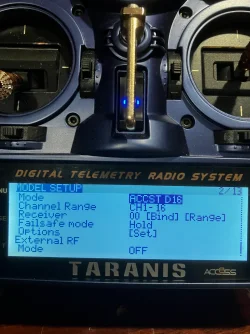 DIGITAL TELEMETRY RADIO SYSTEM
MODEL SETUP 2/13
Mode ACCST D16
Channel Range CH1-16
Receiver 00 [Bind] [Range]
Failsafe mode Hold
Options [Set]
External RF
Mode OFF
TARANIS
ACCESS